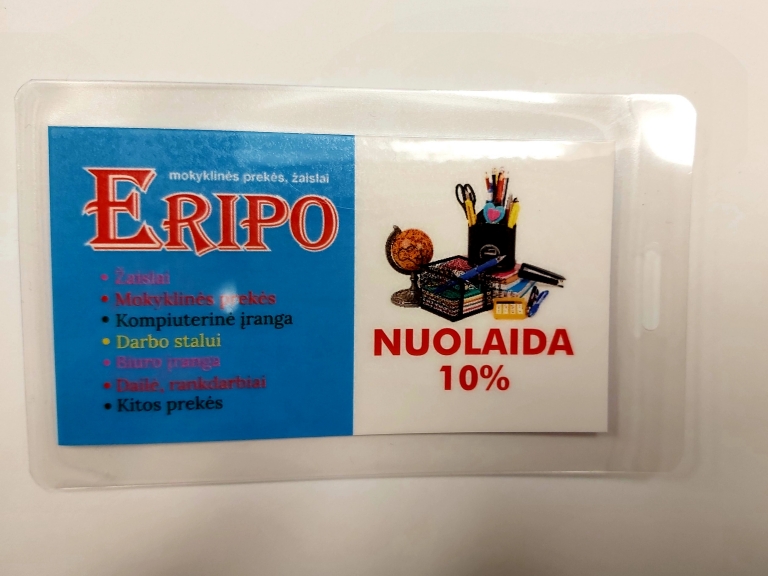 mokyklinės prekės, žaislai
ERIPO
• Žaislai
• Mokyklinės prekės
• Kompiuterinė įranga
• Darbo stalui
• Biuro įranga
• Dailė, rankdarbiai
• Kitos prekės
NUOLAIDA
10%